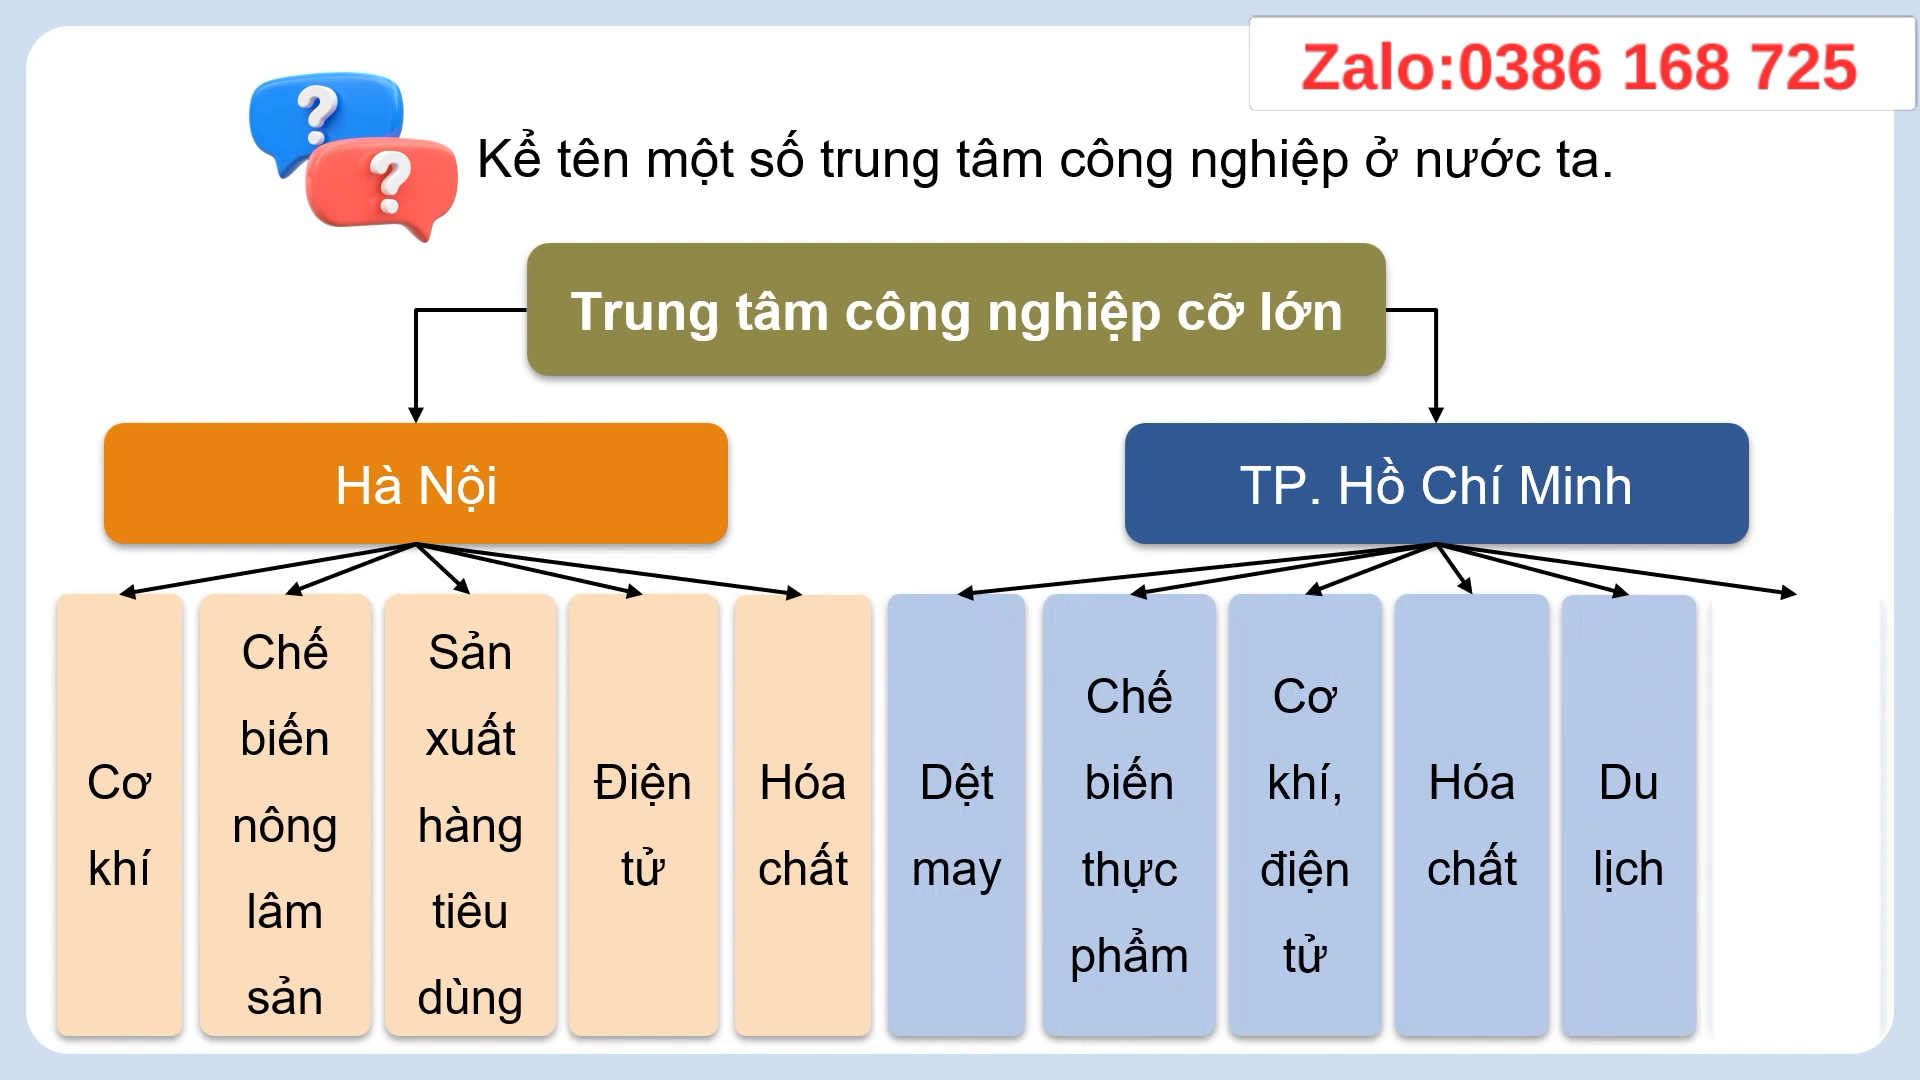 Zalo:0386 168 725
?
?
Kể tên một số trung tâm công nghiệp ở nước ta.
Trung tâm công nghiệp cỡ lớn
Hà Nội
TP. Hồ Chí Minh
Cơ
khí
Chế
biến
nông
lâm
sản
Sản
xuất
hàng
tiêu
dùng
Điện
tử
Hóa
chất
Dệt
may
Chế
biến
thực
phẩm
Cơ
khí,
điện
tử
Hóa
chất
Du
lịch